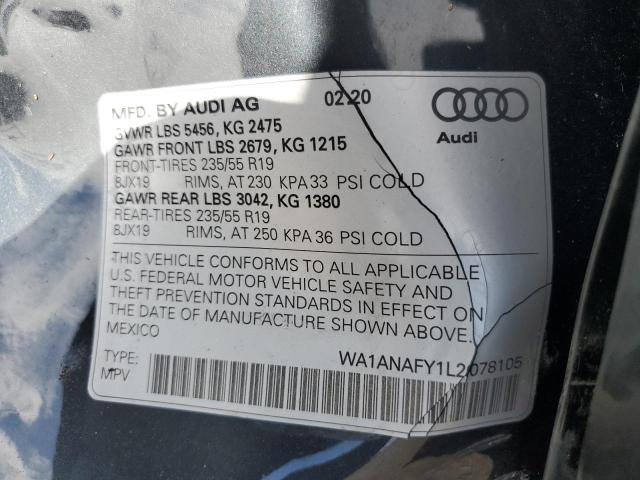 MFD. BY AUDI AG 02.20
GVWR LBS 5456, KG 2475
GAWR FRONT LBS 2679, KG 1215
FRONT-TIRES 235/55 R19
8JX19 RIMS, AT 230 KPA 33 PSI COLD
GAWR REAR LBS 3042, KG 1380
REAR-TIRES 235/55 R19
8JX19 RIMS, AT 250 KPA 36 PSI COLD
Audi
THIS VEHICLE CONFORMS TO ALL APPLICABLE
U.S. FEDERAL MOTOR VEHICLE SAFETY AND
THEFT PREVENTION STANDARDS IN EFFECT ON
THE DATE OF MANUFACTURE SHOWN ABOVE.
MEXICO
TYPE: WA1ANAFY1L2078105
MPV